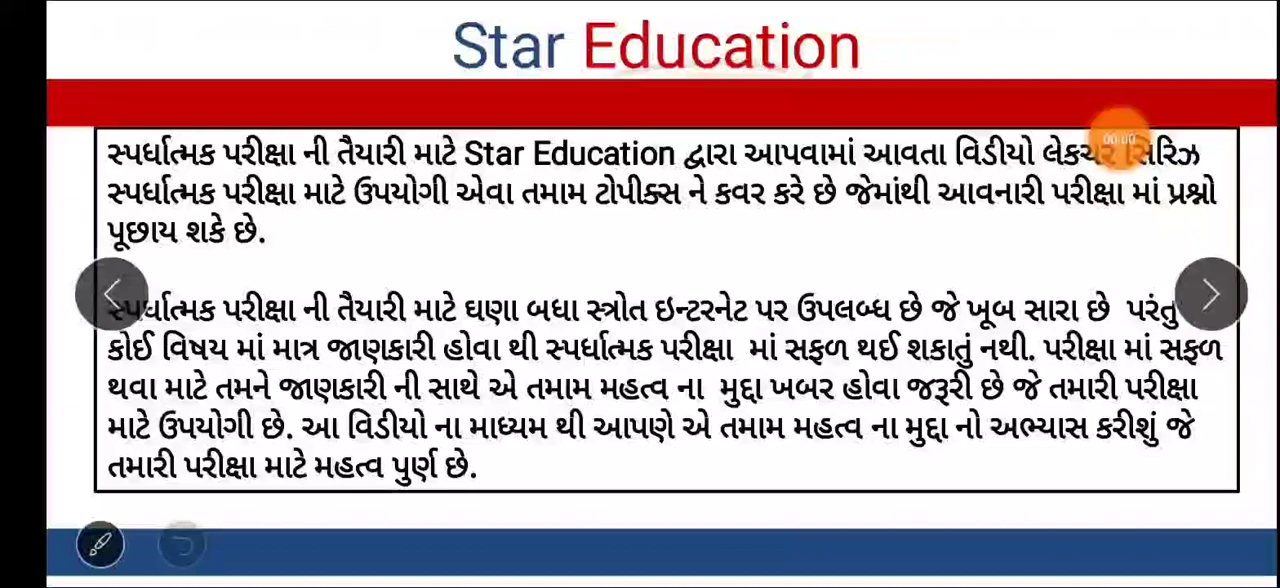 Star Education
સ્પર્ધાત્મક પરીક્ષા ની તૈયારી માટે Star Education દ્વારા આપવામાં આવતા વિડીયો લેકચર સિરિઝ
સ્પર્ધાત્મક પરીક્ષા માટે ઉપયોગી એવા તમામ ટોપીક્સ ને કવર કરે છે જેમાંથી આવનારી પરીક્ષા માં પ્રશ્નો
પૂછાય શકે છે.
સ્પર્ધાત્મક પરીક્ષા ની તૈયારી માટે ઘણા બધા સ્ત્રોત ઇન્ટરનેટ પર ઉપલબ્ધ છે જે ખૂબ સારા છે પરંતુ
કોઈ વિષય માં માત્ર જાણકારી હોવા થી સ્પર્ધાત્મક પરીક્ષા માં સફળ થઈ શકાતું નથી. પરીક્ષા માં સફળ
થવા માટે તમને જાણકારી ની સાથે એ તમામ મહત્વ ના મુદ્દા ખબર હોવા જરૂરી છે જે તમારી પરીક્ષા
માટે ઉપયોગી છે. આ વિડીયો ના માધ્યમ થી આપણે એ તમામ મહત્વ ના મુદ્દા નો અભ્યાસ કરીશું જે
તમારી પરીક્ષા માટે મહત્વ પુર્ણ છે.
00:00